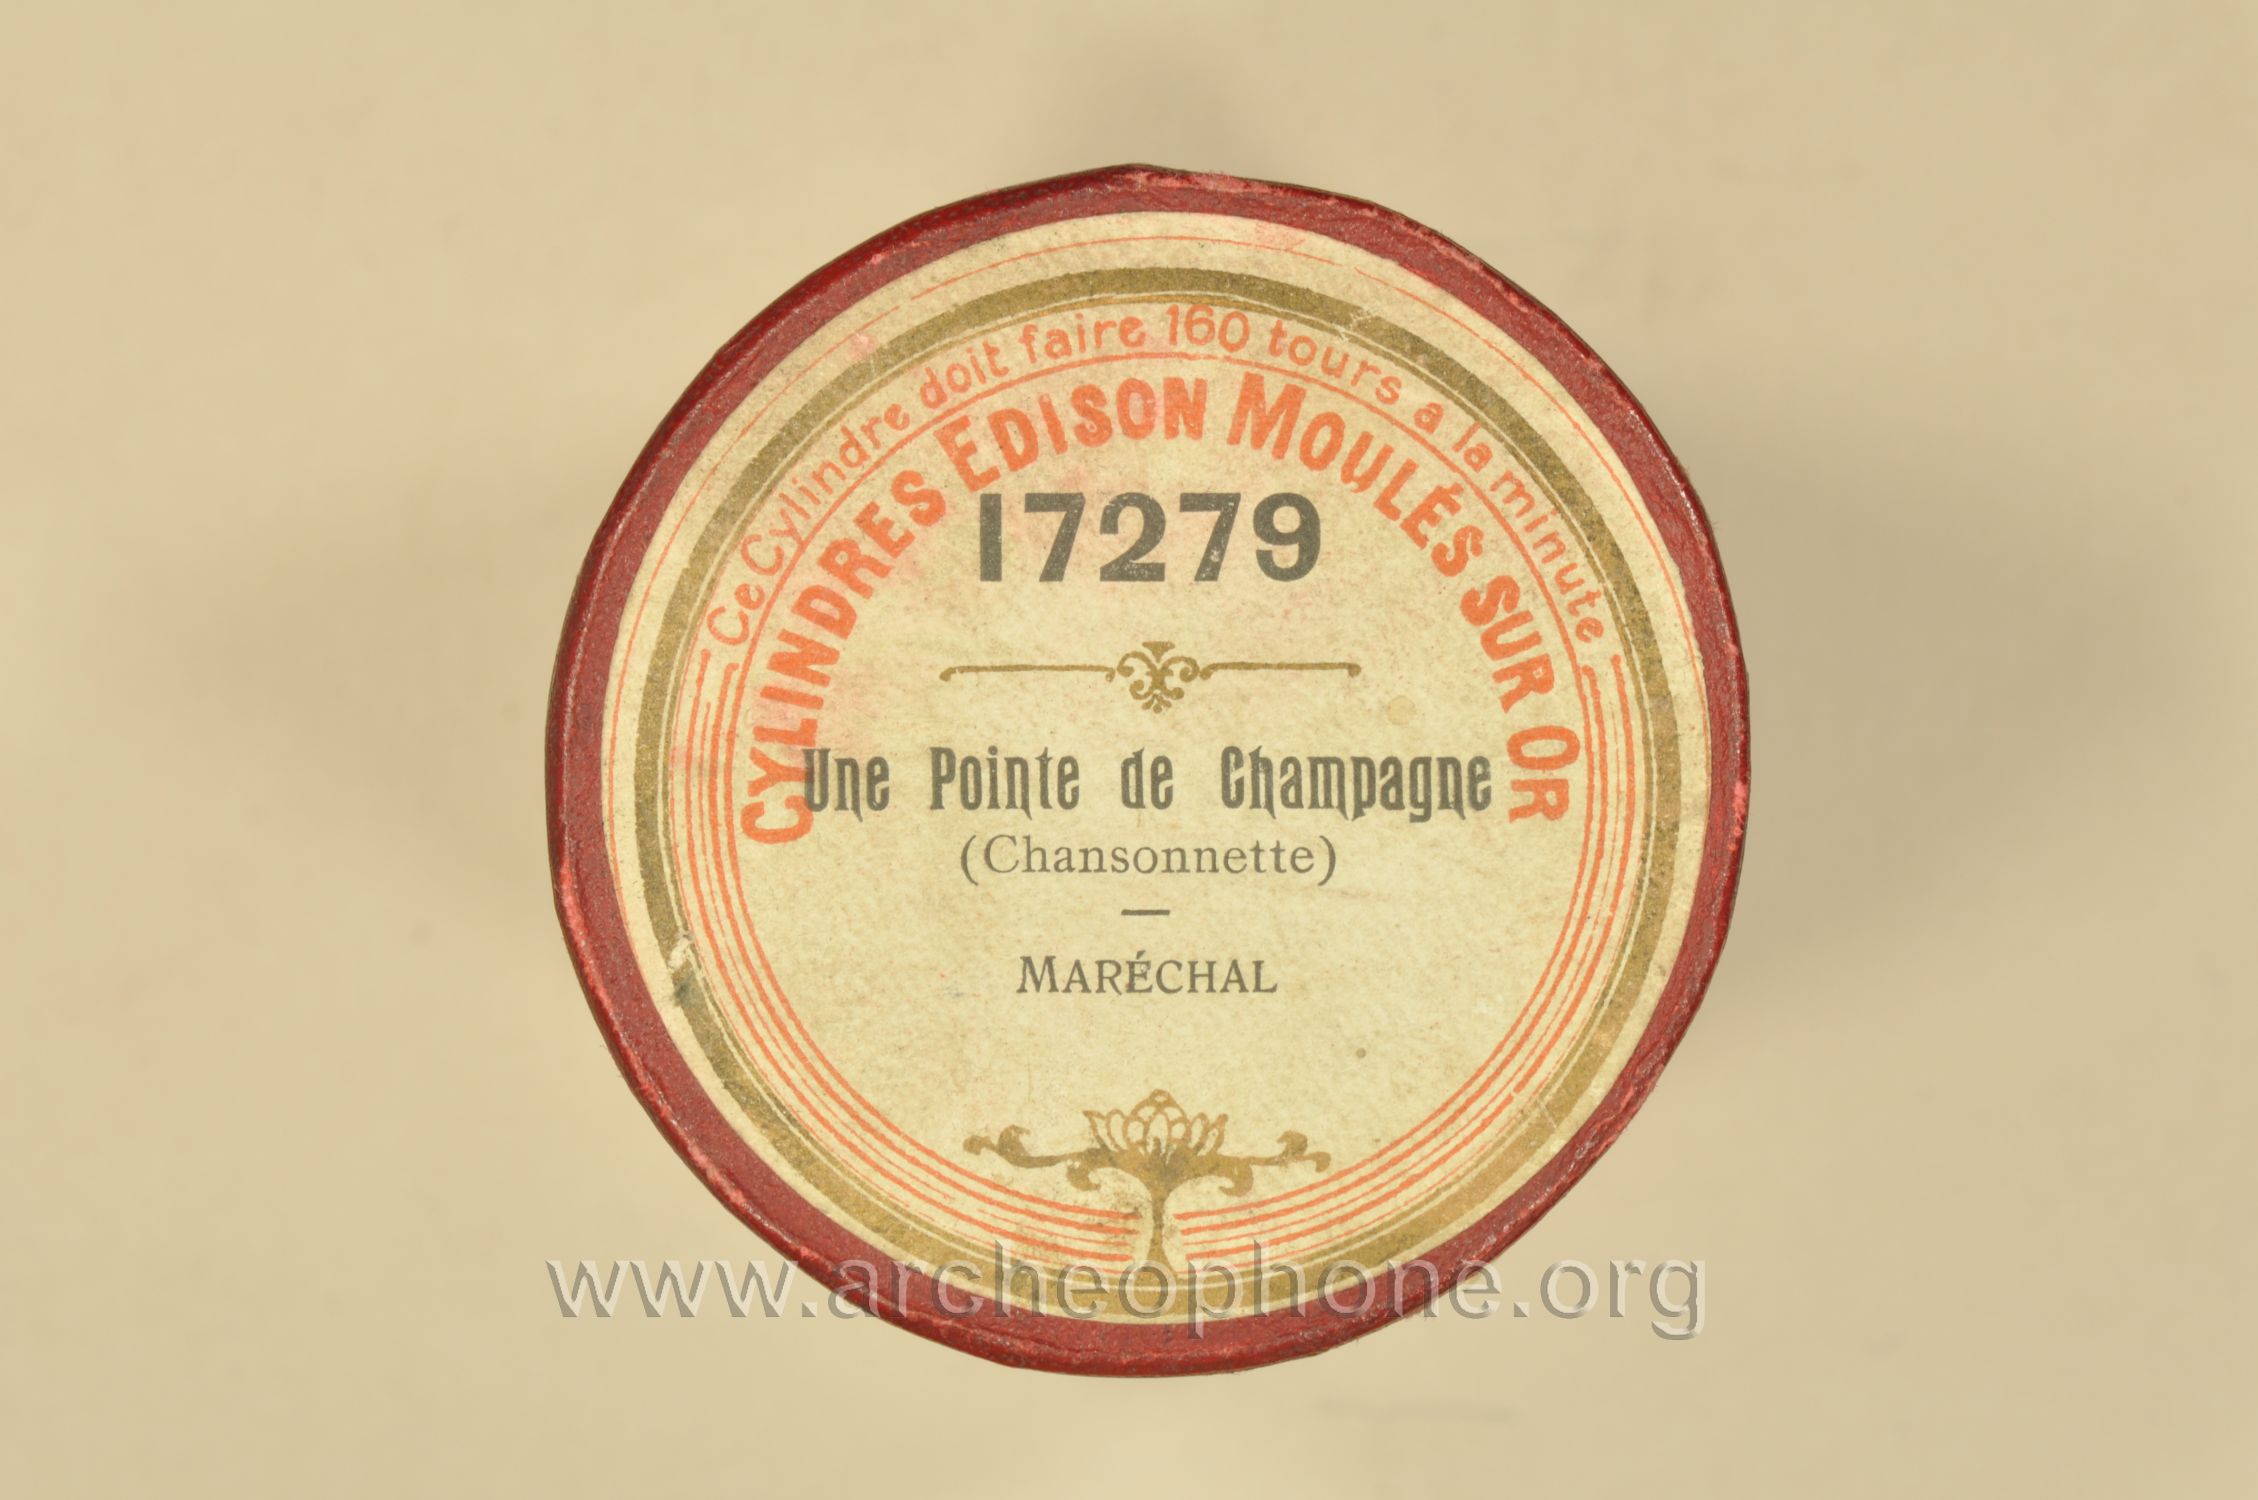 Ce Cylindre doit faire 160 tours a la minute
CYLINDRES EDISON MOULÉS SUR OR
17279
Une Pointe de Champagne
(Chansonnette)
—
MARÉCHAL
www.archeophone.org